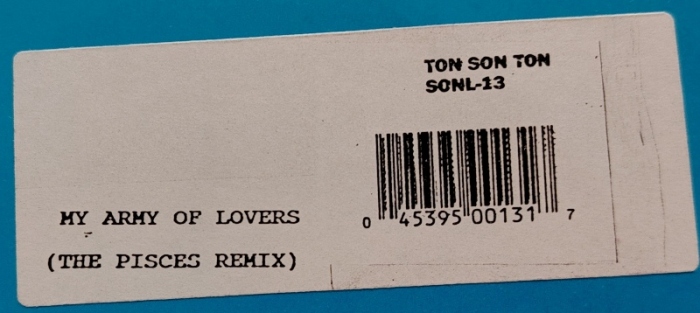 TON SON TON
SONL-13
0 45395 00131 7
MY ARMY OF LOVERS
(THE PISCES REMIX)